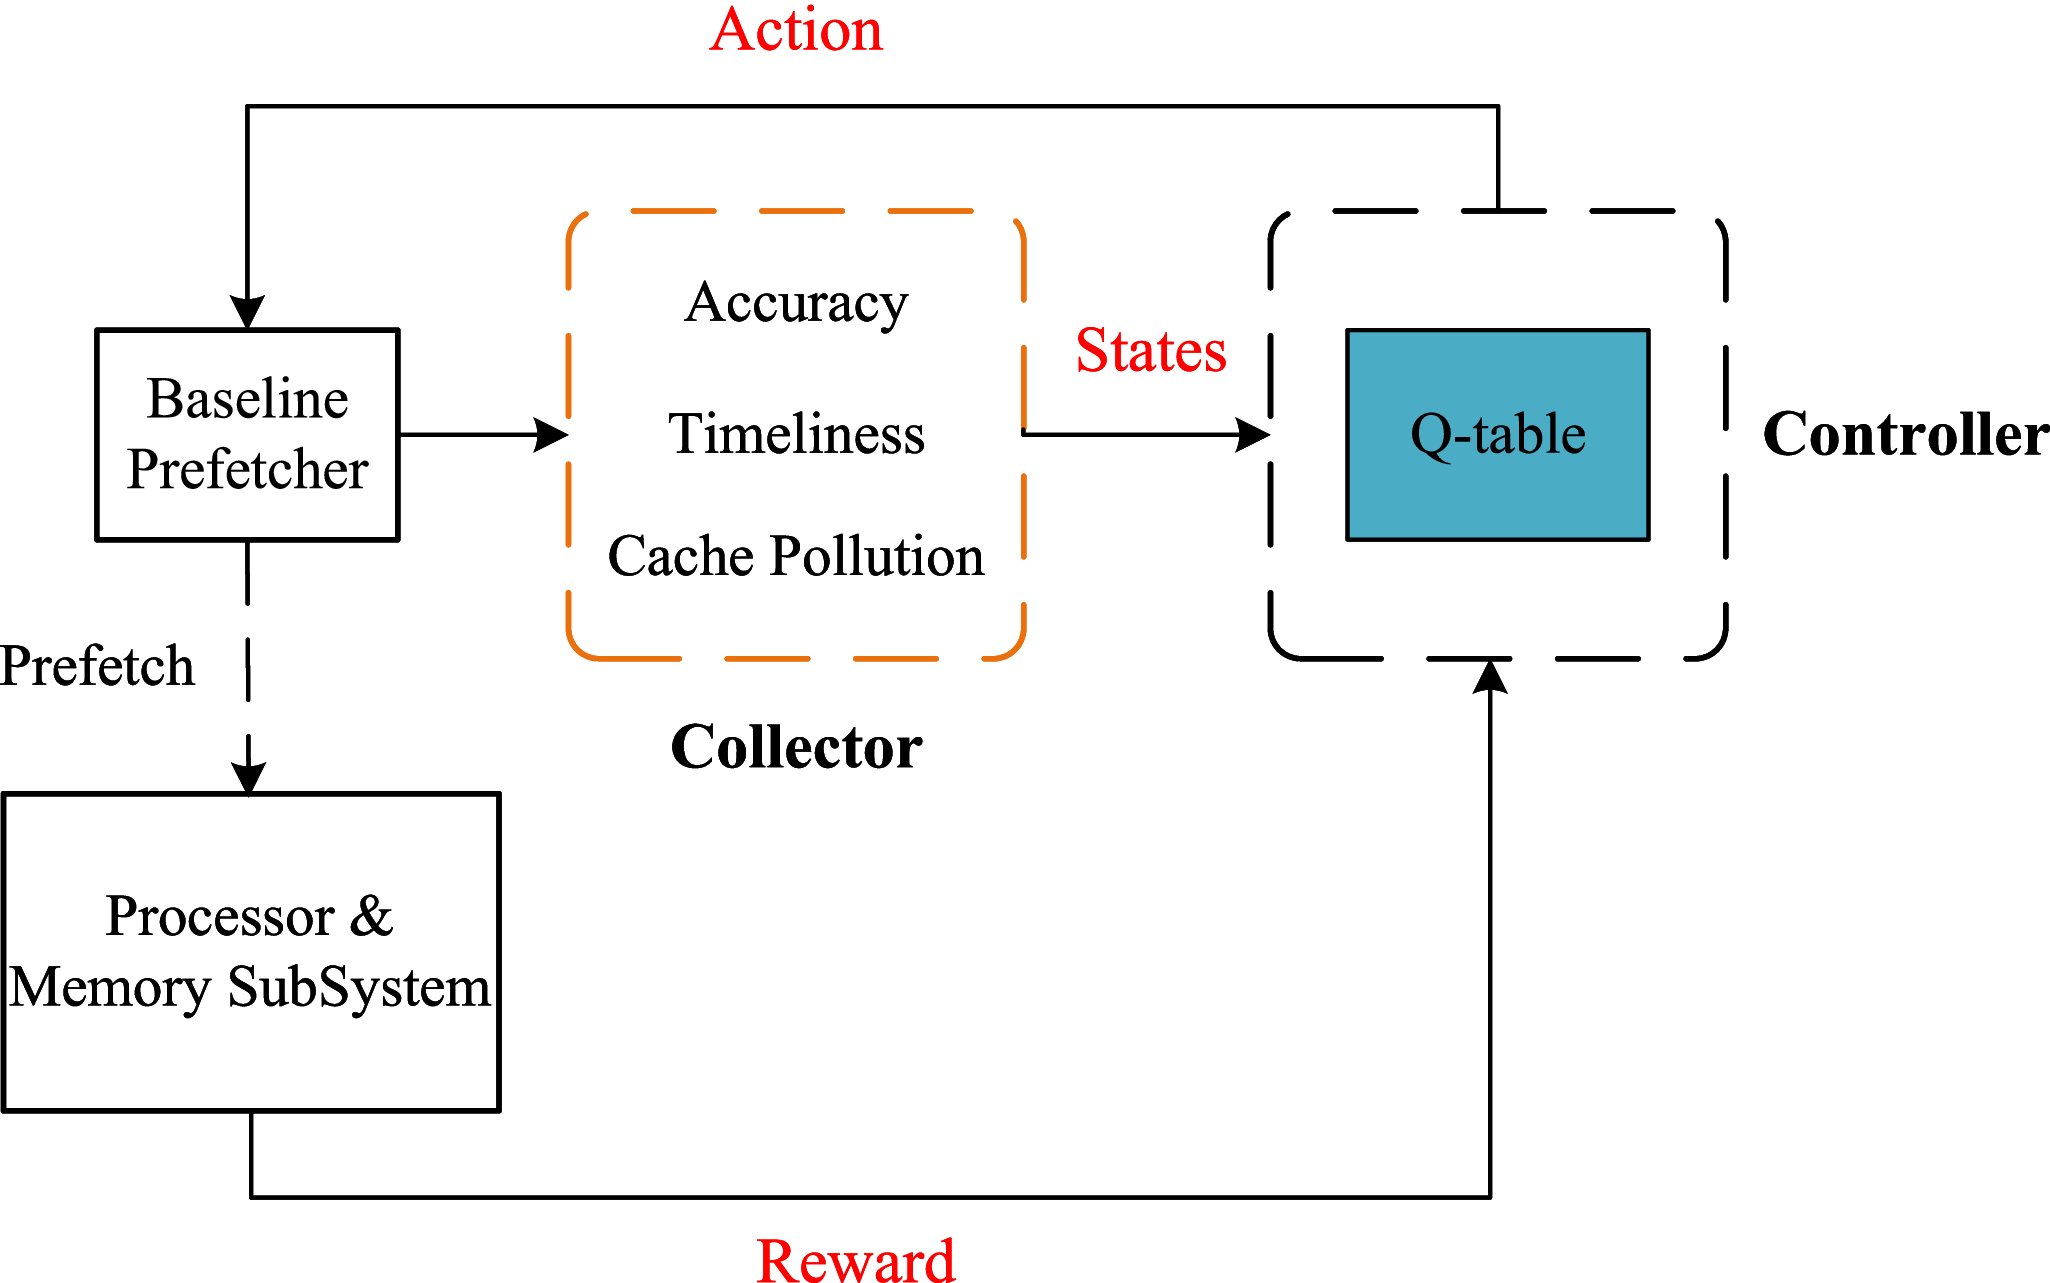 Action
Accuracy
States
Baseline
Prefetcher
Timeliness
Q-table
Controller
Cache Pollution
Prefetch
Collector
Processor &
Memory SubSystem
Reward